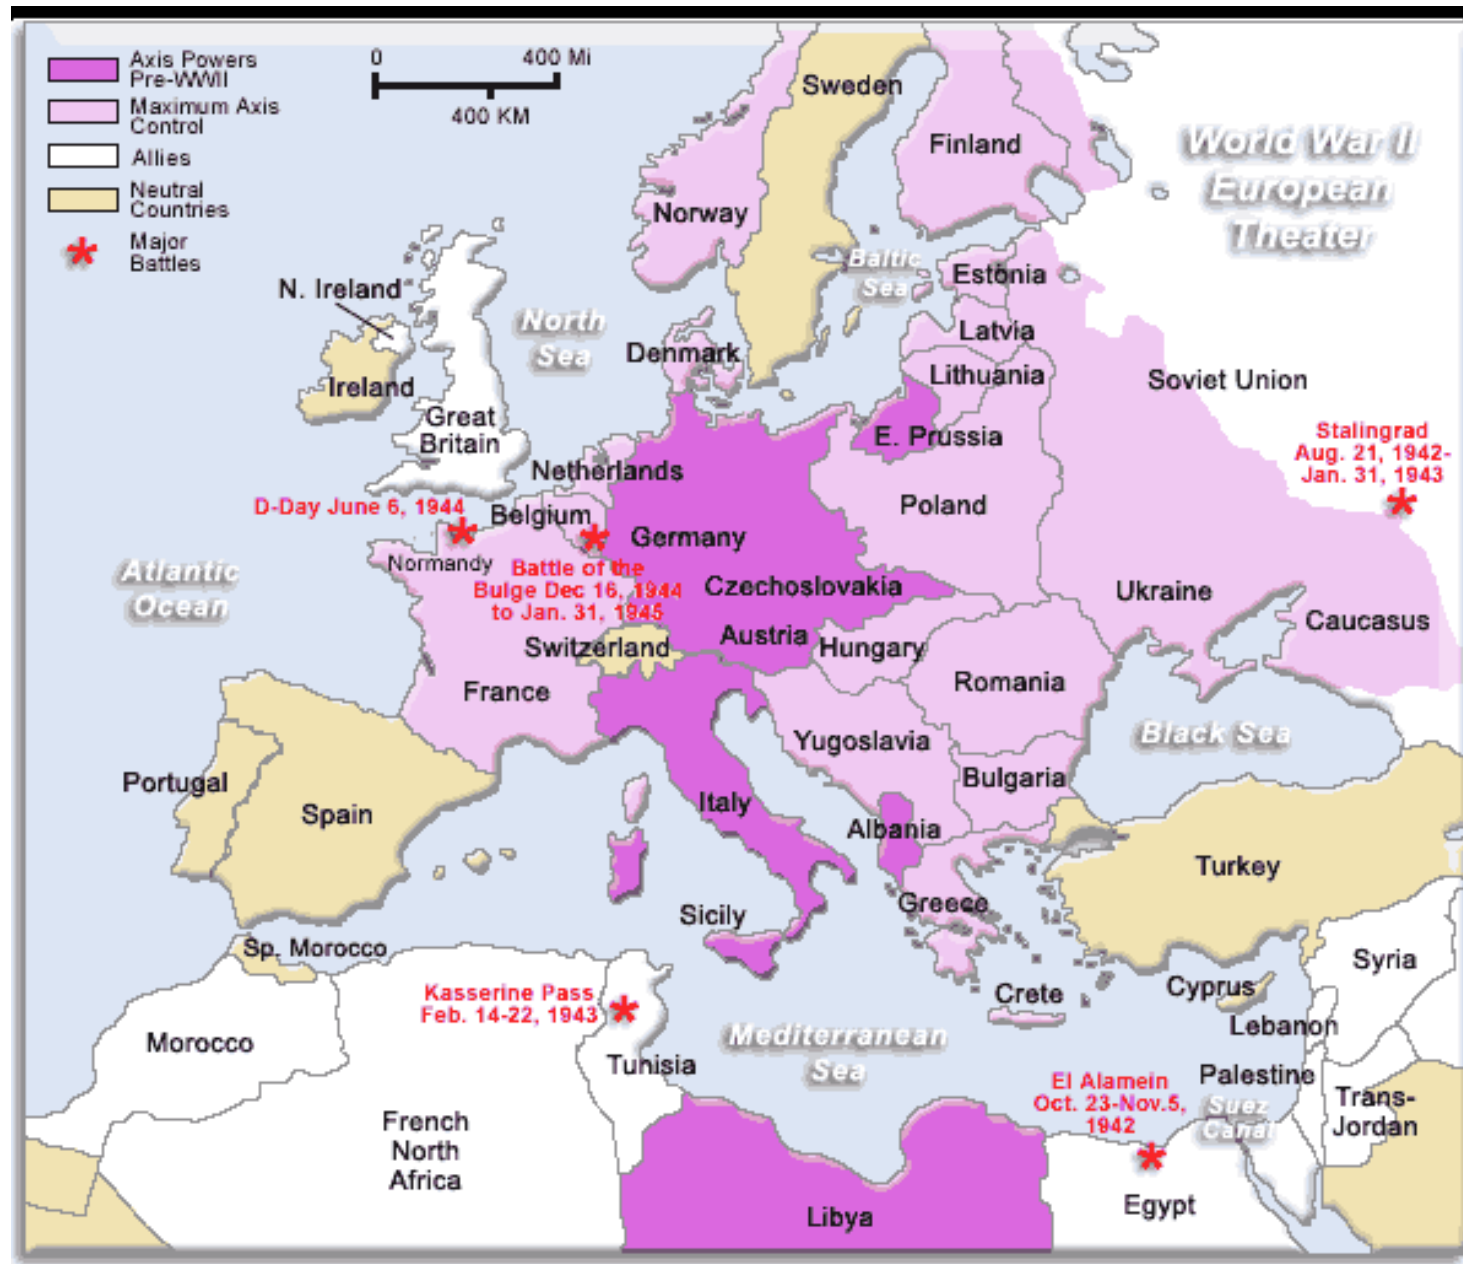 Axis Powers
Pre-WWII
Maximum Axis
Control
Allies
Neutral
Countries
Major
Battles
0
400 Mi
400 KM
World War II
European
Theater
Sweden
Finland
Norway
Baltic
Sea
Estonia
N. Ireland
North
Sea
Latvia
Denmark
Lithuania
Ireland
Soviet Union
Great
Britain
E. Prussia
Stalingrad
Aug. 21, 1942-
Jan. 31, 1943
Netherlands
D-Day June 6, 1944
Belgium
Poland
Germany
Normandy
Battle of the
Bulge Dec 16, 1944
to Jan. 31, 1945
Atlantic
Ocean
Czechoslovakia
Ukraine
Austria
Caucasus
Switzerland
Hungary
France
Romania
Yugoslavia
Black Sea
Portugal
Bulgaria
Spain
Italy
Albania
Turkey
Greece
Sicily
Sp. Morocco
Syria
Kasserine Pass
Feb. 14-22, 1943
Crete
Cyprus
Lebanon
Morocco
Mediterranean
Sea
Tunisia
Palestine
El Alamein
Oct. 23-Nov.5,
1942
Suez
Canal
Trans-
Jordan
French
North
Africa
Egypt
Libya